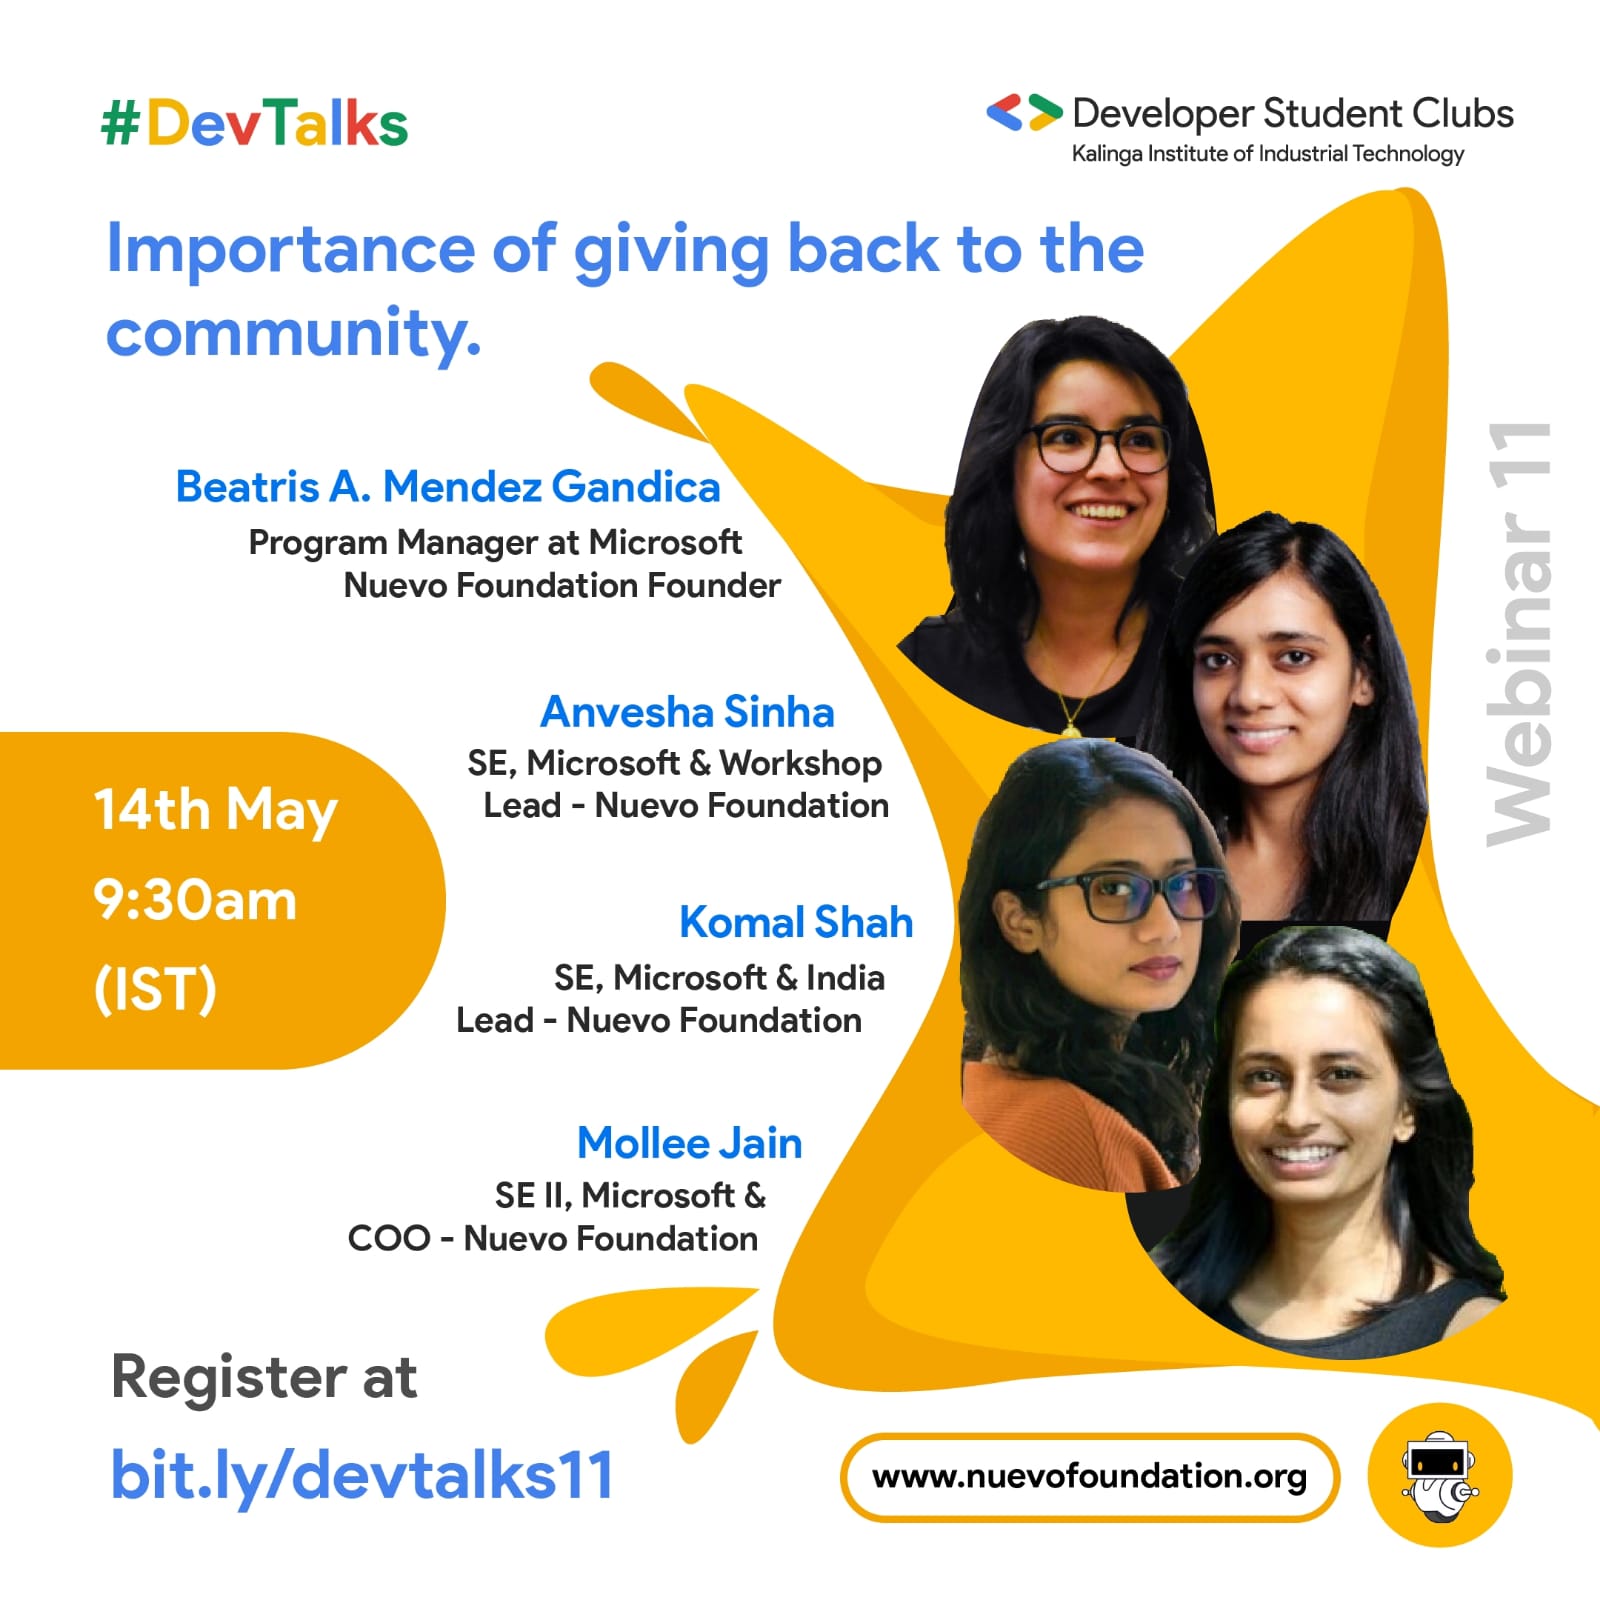 #DevTalks
Developer Student Clubs
Kalinga Institute of Industrial Technology
Importance of giving back to the
community.
Beatris A. Mendez Gandica
Program Manager at Microsoft
Nuevo Foundation Founder
Anvesha Sinha
SE, Microsoft & Workshop
Lead - Nuevo Foundation
14th May
9:30am
(IST)
Komal Shah
SE, Microsoft & India
Lead - Nuevo Foundation
Mollee Jain
SE II, Microsoft &
COO - Nuevo Foundation
Webinar 11
Register at
bit.ly/devtalks11
www.nuevofoundation.org